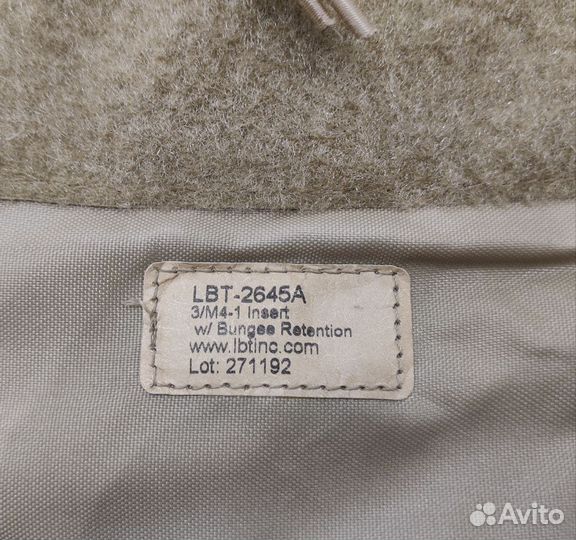 LBT-2645A
3/M4-1 Insert
w/ Bungee Retention
www.lbtinc.com
Lot: 271192
Avito